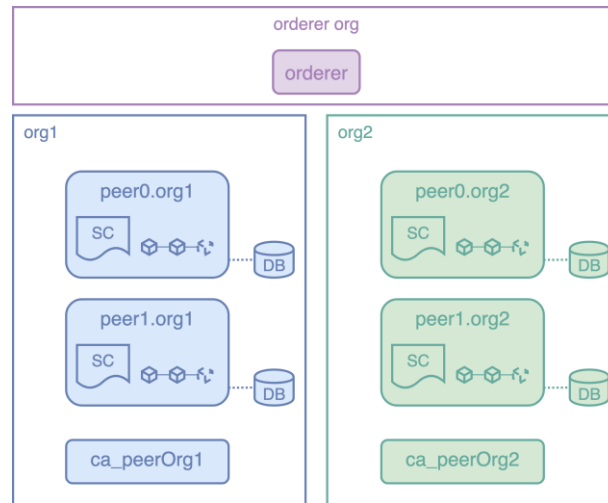 orderer org
orderer
org1
peer0.org1
SC
DB
peer1.org1
SC
DB
ca_peerOrg1
org2
peer0.org2
SC
DB
peer1.org2
SC
DB
ca_peerOrg2